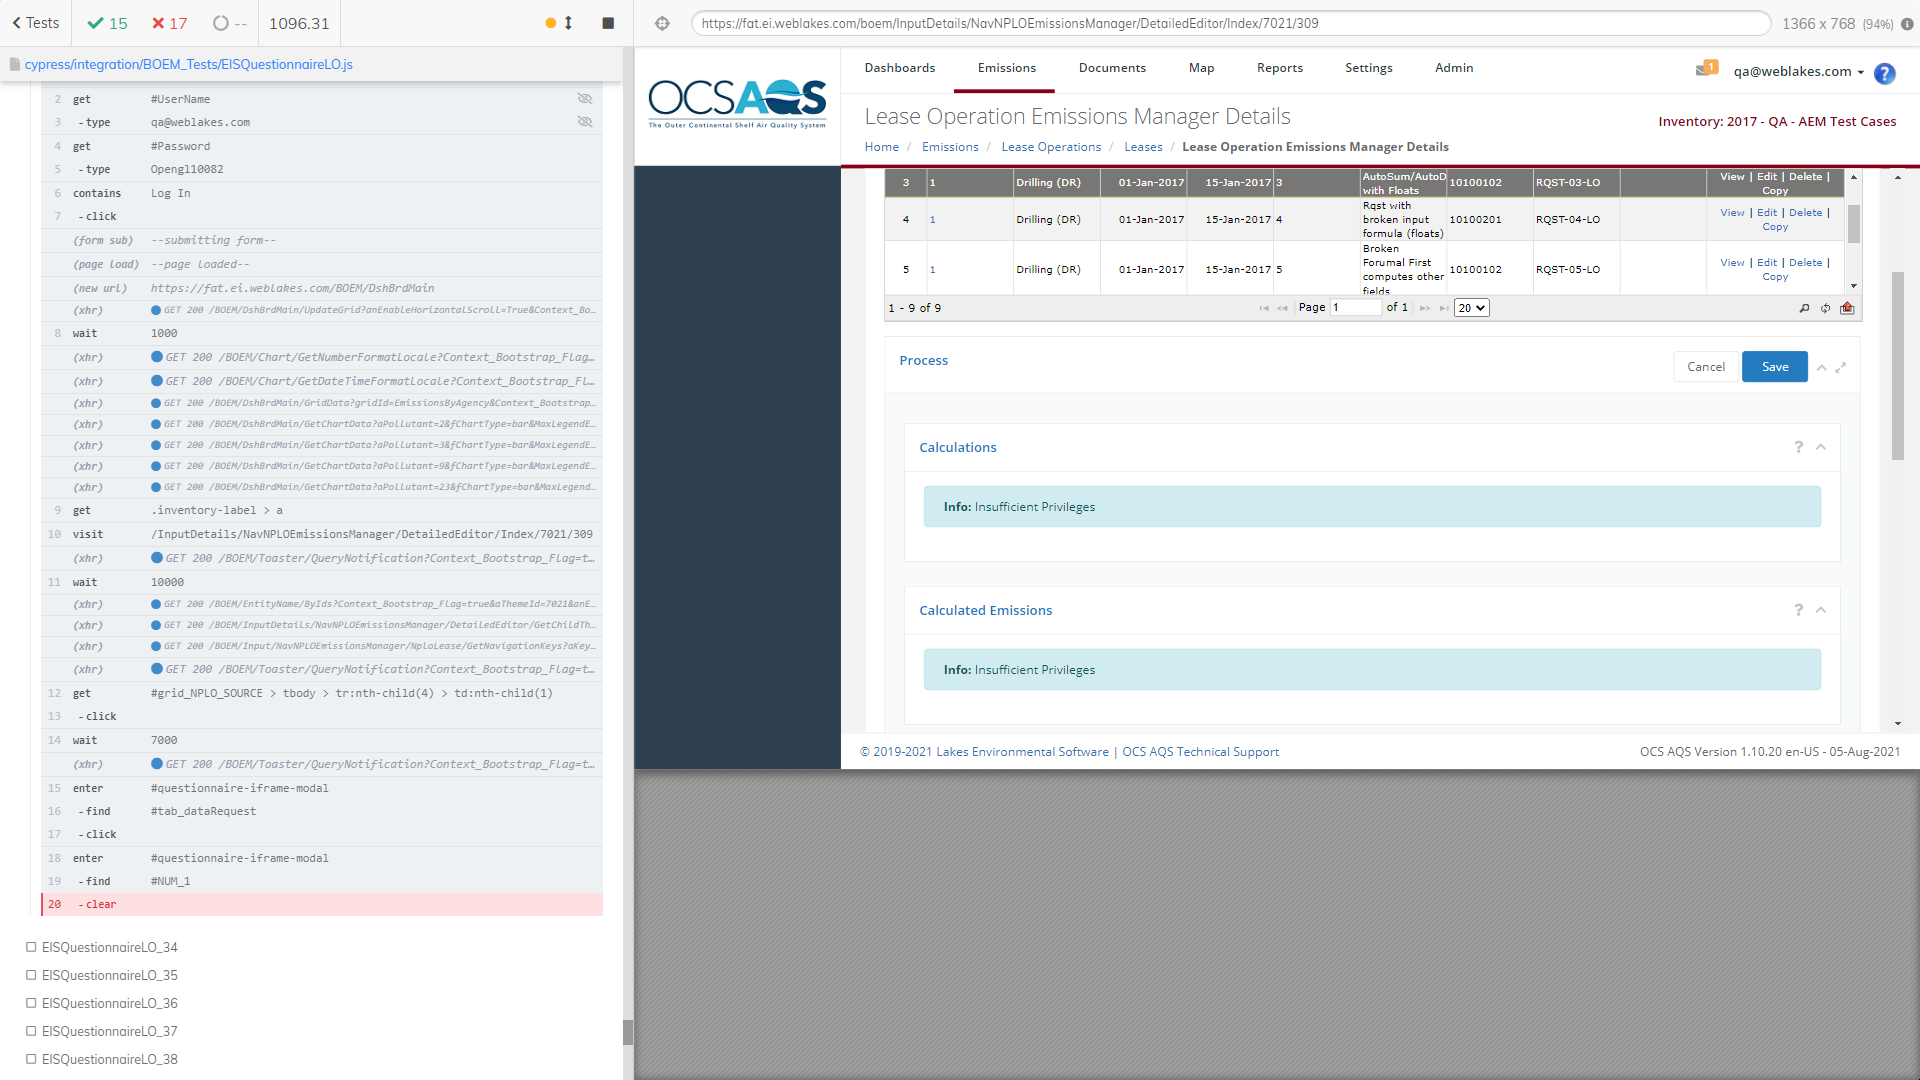 Tests
15
17
--
1096.31
cypress/integration/BOEM_Tests/EISQuestionnaireLO.js
2 get #UserName
3 -type qa@weblakes.com
4 get #Password
5 -type Opengl10082
6 contains Log In
7 -click
(form sub) --submitting form--
(page load) --page loaded--
(new url) https://fat.ei.weblakes.com/BOEM/DshBrdMain
(xhr) GET 200 /BOEM/DshBrdMain/UpdateGrid?anEnableHorizontalScroll=True&Context_Bo…
8 wait 1000
(xhr) GET 200 /BOEM/Chart/GetNumberFormatLocale?Context_Bootstrap_Flag…
(xhr) GET 200 /BOEM/Chart/GetDateTimeFormatLocale?Context_Bootstrap_Fl…
(xhr) GET 200 /BOEM/DshBrdMain/GridData?gridId=EmissionsByAgency&Context_Bootstrap…
(xhr) GET 200 /BOEM/DshBrdMain/GetChartData?aPollutant=2&fChartType=bar&MaxLegendE…
(xhr) GET 200 /BOEM/DshBrdMain/GetChartData?aPollutant=3&fChartType=bar&MaxLegendE…
(xhr) GET 200 /BOEM/DshBrdMain/GetChartData?aPollutant=9&fChartType=bar&MaxLegendE…
(xhr) GET 200 /BOEM/DshBrdMain/GetChartData?aPollutant=23&fChartType=bar&MaxLegend…
9 get .inventory-label > a
10 visit /InputDetails/NavNPLOEmissionsManager/DetailedEditor/Index/7021/309
(xhr) GET 200 /BOEM/Toaster/QueryNotification?Context_Bootstrap_Flag=t…
11 wait 10000
(xhr) GET 200 /BOEM/EntityName/ByIds?Context_Bootstrap_Flag=true&aThemeId=7021&anE…
(xhr) GET 200 /BOEM/InputDetails/NavNPLOEmissionsManager/DetailedEditor/GetChildTh…
(xhr) GET 200 /BOEM/Input/NavNPLOEmissionsManager/NploLease/GetNavigationKeys?aKey…
(xhr) GET 200 /BOEM/Toaster/QueryNotification?Context_Bootstrap_Flag=t…
12 get #grid_NPLO_SOURCE > tbody > tr:nth-child(4) > td:nth-child(1)
13 -click
14 wait 7000
(xhr) GET 200 /BOEM/Toaster/QueryNotification?Context_Bootstrap_Flag=t…
15 enter #questionnaire-iframe-modal
16 -find #tab_dataRequest
17 -click
18 enter #questionnaire-iframe-modal
19 -find #NUM_1
20 -clear
EISQuestionnaireLO_34
EISQuestionnaireLO_35
EISQuestionnaireLO_36
EISQuestionnaireLO_37
EISQuestionnaireLO_38
https://fat.ei.weblakes.com/boem/InputDetails/NavNPLOEmissionsManager/DetailedEditor/Index/7021/309
1366 x 768 (94%)
OCSAQS
The Outer Continental Shelf Air Quality System
Dashboards Emissions Documents Map Reports Settings Admin
1
qa@weblakes.com
?
Lease Operation Emissions Manager Details
Inventory: 2017 - QA - AEM Test Cases
Home / Emissions / Lease Operations / Leases / Lease Operation Emissions Manager Details
3 1 Drilling (DR) 01-Jan-2017 15-Jan-2017 3 AutoSum/AutoD with Floats 10100102 RQST-03-LO View | Edit | Delete | Copy
4 1 Drilling (DR) 01-Jan-2017 15-Jan-2017 4 Rqst with broken input formula (floats) 10100201 RQST-04-LO View | Edit | Delete | Copy
5 1 Drilling (DR) 01-Jan-2017 15-Jan-2017 5 Broken Forumal First computes other fields 10100102 RQST-05-LO View | Edit | Delete | Copy
1 - 9 of 9
Page 1 of 1 20
Process
Cancel Save
Calculations
?
Info: Insufficient Privileges
Calculated Emissions
?
Info: Insufficient Privileges
© 2019-2021 Lakes Environmental Software | OCS AQS Technical Support
OCS AQS Version 1.10.20 en-US - 05-Aug-2021